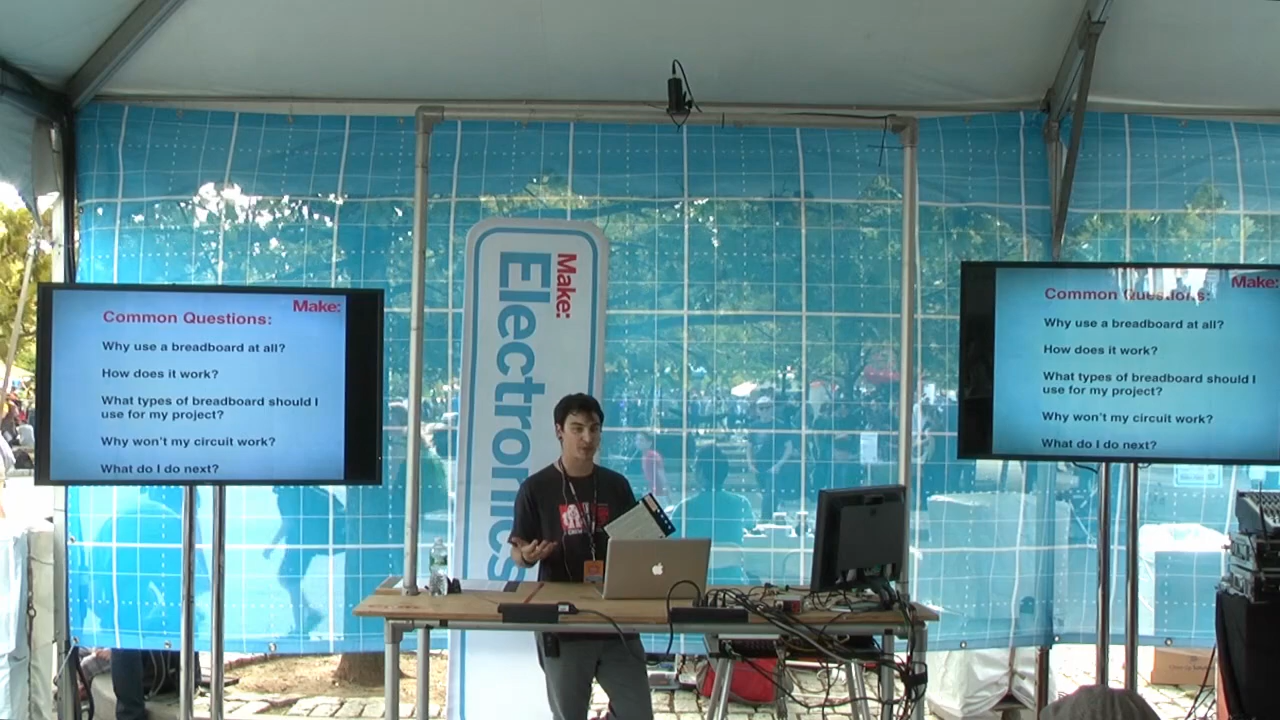 Make:
Common Questions:
Why use a breadboard at all?
How does it work?
What types of breadboard should I
use for my project?
Why won't my circuit work?
What do I do next?
Make:
Electronics
Make:
Common Questions:
Why use a breadboard at all?
How does it work?
What types of breadboard should I
use for my project?
Why won't my circuit work?
What do I do next?